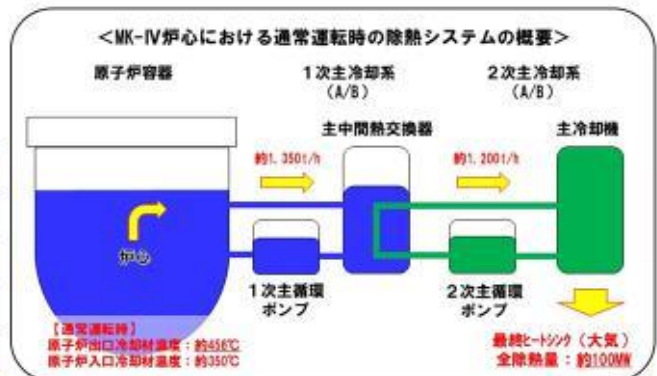 ＜MK-Ⅳ炉心における通常運転時の除熱システムの概要＞
原子炉容器
1次主冷却系
(A/B)
2次主冷却系
(A/B)
主中間熱交換器
主冷却機
約1,350t/h
約1,200t/h
炉心
1次主循環
ポンプ
2次主循環
ポンプ
【通常運転時】
原子炉出口冷却材温度：約456℃
原子炉入口冷却材温度：約350℃
最終ヒートシンク（大気）
全除熱量：約100MW